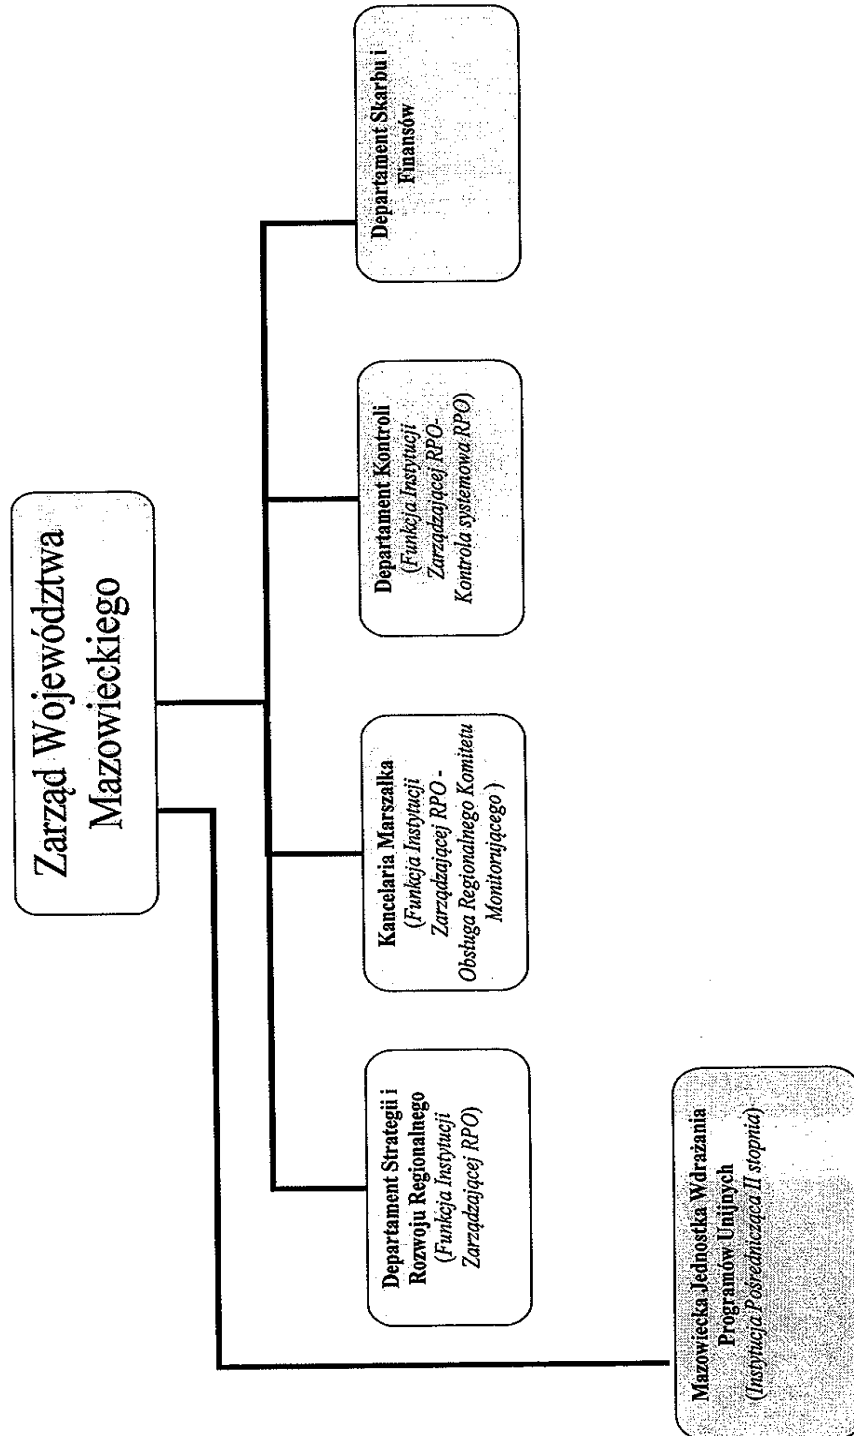 Zarząd Województwa
Mazowieckiego
Departament Strategii i
Rozwoju Regionalnego
(Funkcja Instytucji
Zarządzającej RPO)
Kancelaria Marszałka
(Funkcja Instytucji
Zarządzającej RPO -
Obsługa Regionalnego Komitetu
Monitorującego )
Departament Kontroli
(Funkcja Instytucji
Zarządzającej RPO-
Kontrola systemowa RPO)
Departament Skarbu i
Finansów
Mazowiecka Jednostka Wdrażania
Programów Unijnych
(Instytucja Pośrednicząca II stopnia)